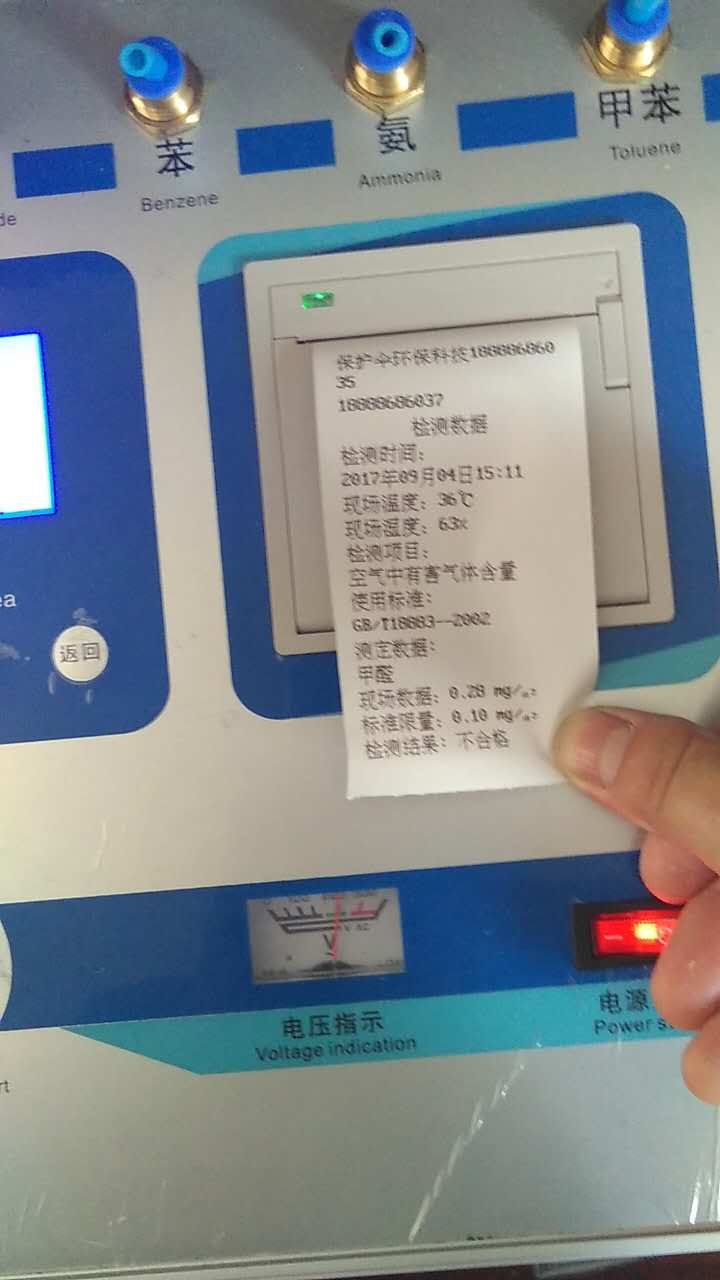 苯
氨
甲苯
Benzene
Ammonia
Toluene
de
保护伞环保科技188886860
35
18888686037
检测数据
检测时间:
2017年09月04日15:11
现场温度: 36℃
现场湿度: 63%
检测项目:
空气中有害气体含量
使用标准:
GB/T18883--2002
测定数据:
甲醛
现场数据: 0.28 mg/m³
标准限量: 0.10 mg/m³
检测结果: 不合格
ea
返回
V
电压指示
Voltage indication
电源
Power s
rt